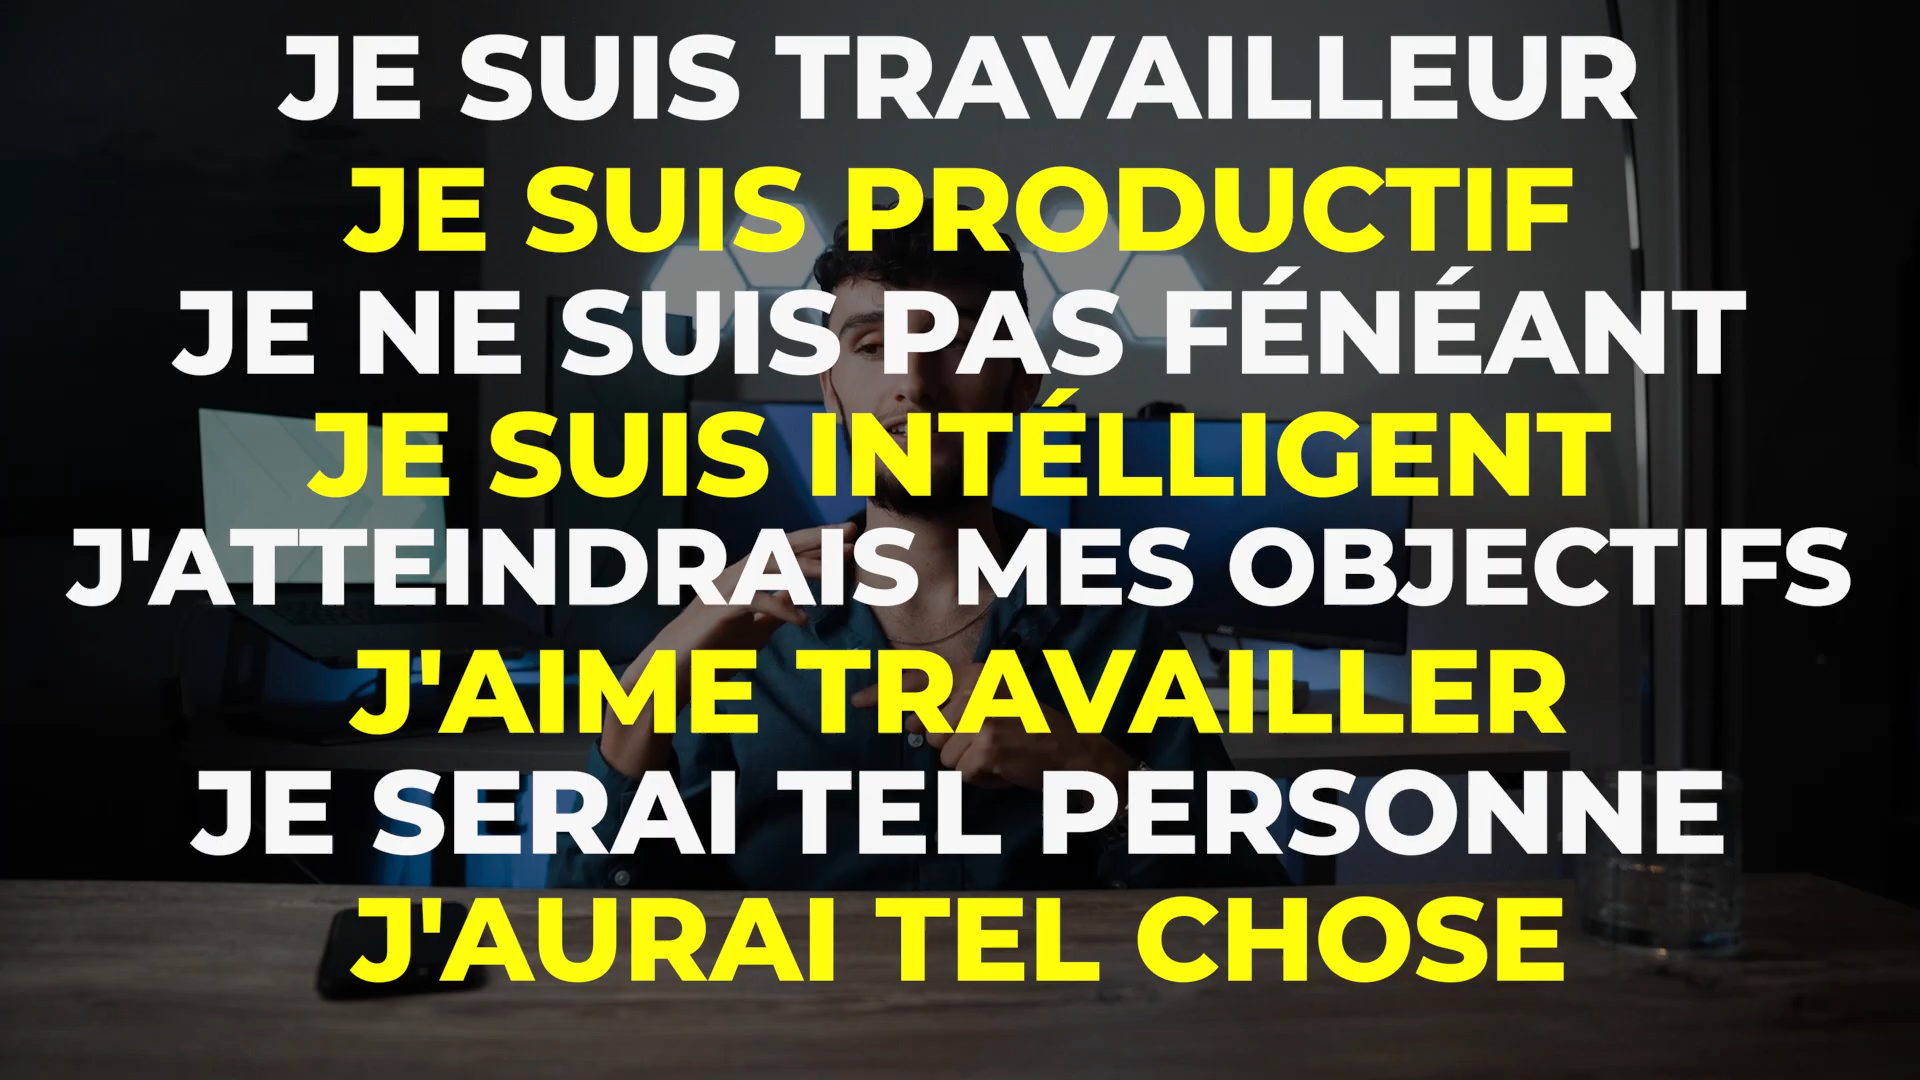 JE SUIS TRAVAILLEUR
JE SUIS PRODUCTIF
JE NE SUIS PAS FÉNÉANT
JE SUIS INTÉLLIGENT
J'ATTEINDRAIS MES OBJECTIFS
J'AIME TRAVAILLER
JE SERAI TEL PERSONNE
J'AURAI TEL CHOSE